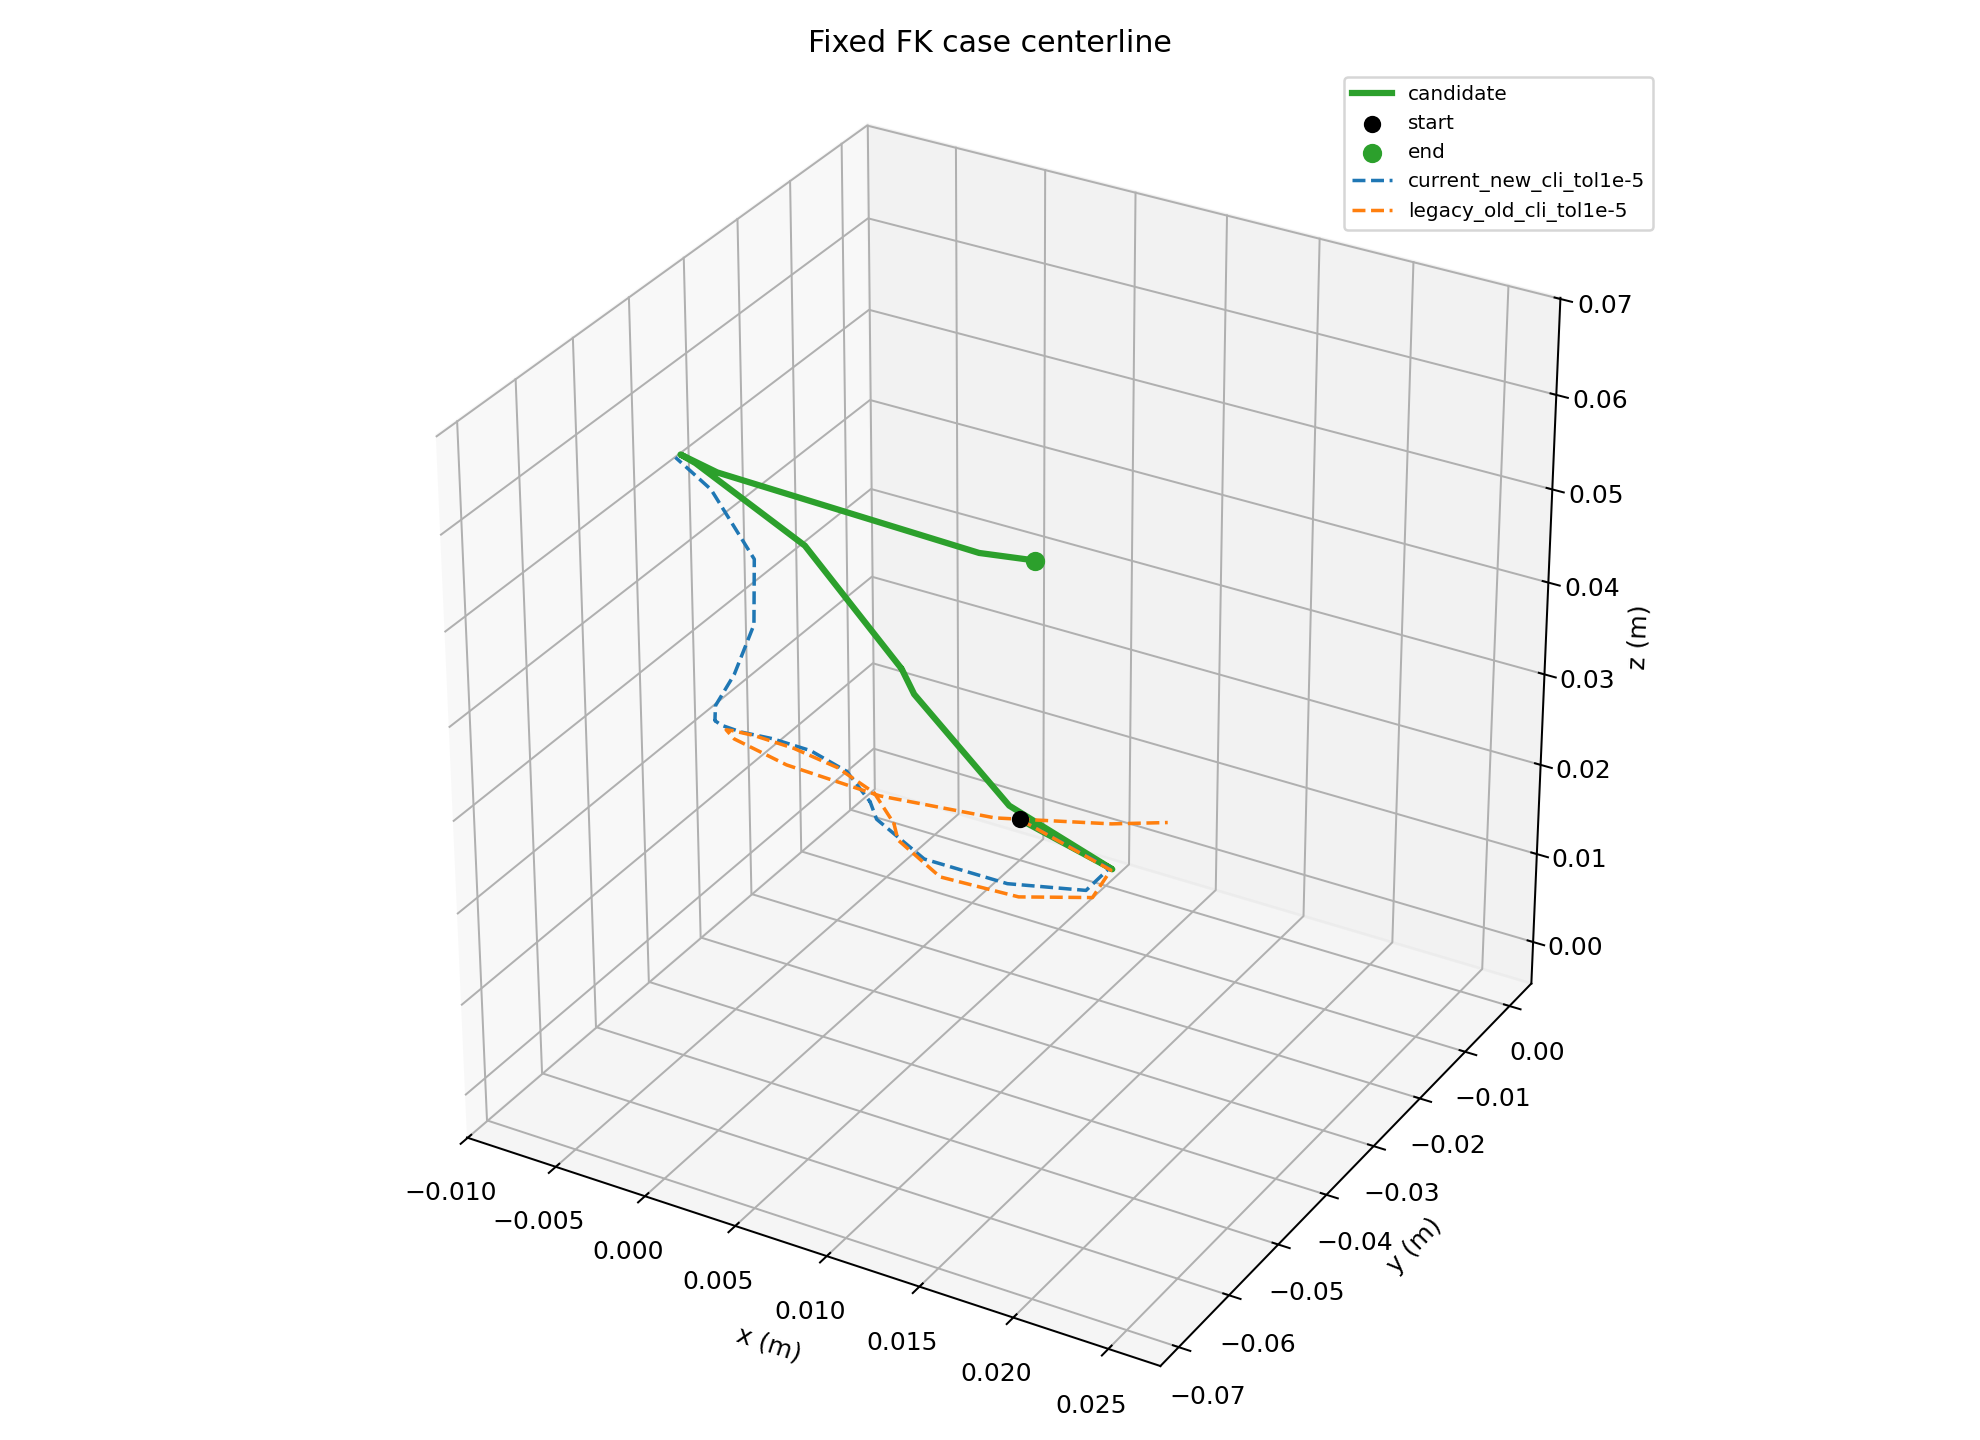 Fixed FK case centerline
candidate
start
end
current_new_cli_tol1e-5
legacy_old_cli_tol1e-5
0.07
0.06
0.05
0.04
0.03
0.02
0.01
0.00
z (m)
0.00
−0.01
−0.02
−0.03
−0.04
−0.05
−0.06
−0.07
y (m)
−0.010
−0.005
0.000
0.005
0.010
0.015
0.020
0.025
x (m)